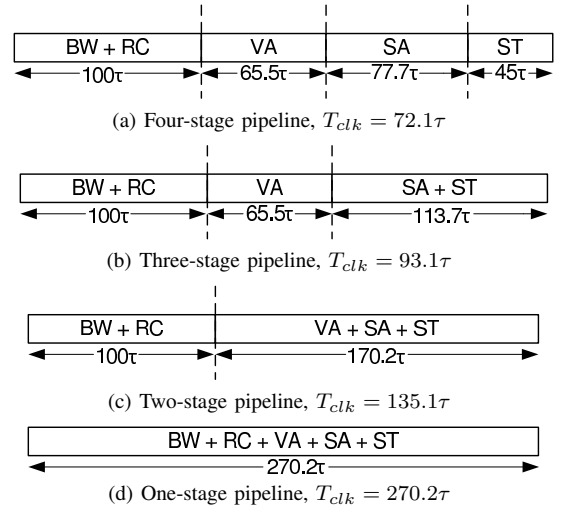 BW + RC VA SA ST
100τ 65.5τ 77.7τ 45τ
(a) Four-stage pipeline, T_clk = 72.1τ
BW + RC VA SA + ST
100τ 65.5τ 113.7τ
(b) Three-stage pipeline, T_clk = 93.1τ
BW + RC VA + SA + ST
100τ 170.2τ
(c) Two-stage pipeline, T_clk = 135.1τ
BW + RC + VA + SA + ST
270.2τ
(d) One-stage pipeline, T_clk = 270.2τ